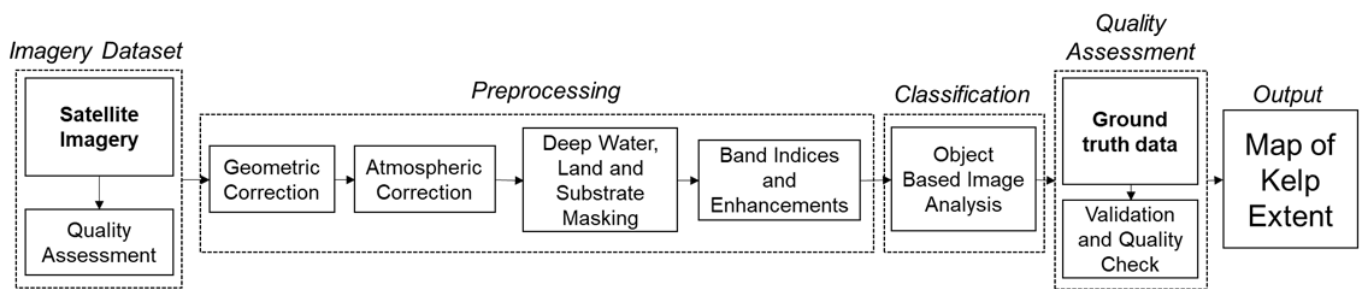 Imagery Dataset
Satellite
Imagery
Quality
Assessment
Preprocessing
Geometric
Correction
Atmospheric
Correction
Deep Water,
Land and
Substrate
Masking
Band Indices
and
Enhancements
Classification
Object
Based Image
Analysis
Quality
Assessment
Ground
truth data
Validation
and Quality
Check
Output
Map of
Kelp
Extent